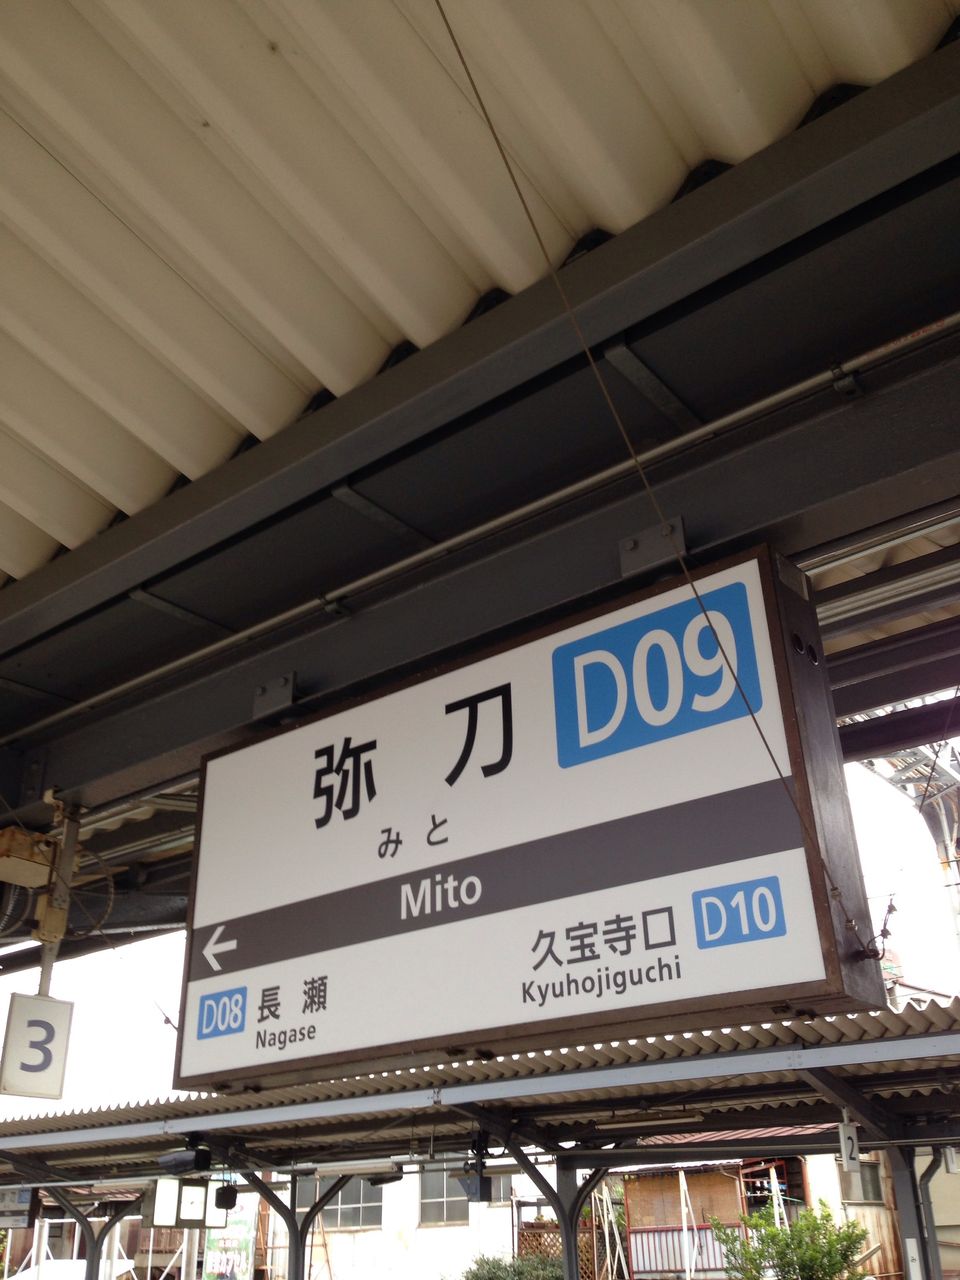 弥刀 D09
みと
Mito
←
D08 長瀬
Nagase
久宝寺口 D10
Kyuhojiguchi
3
2